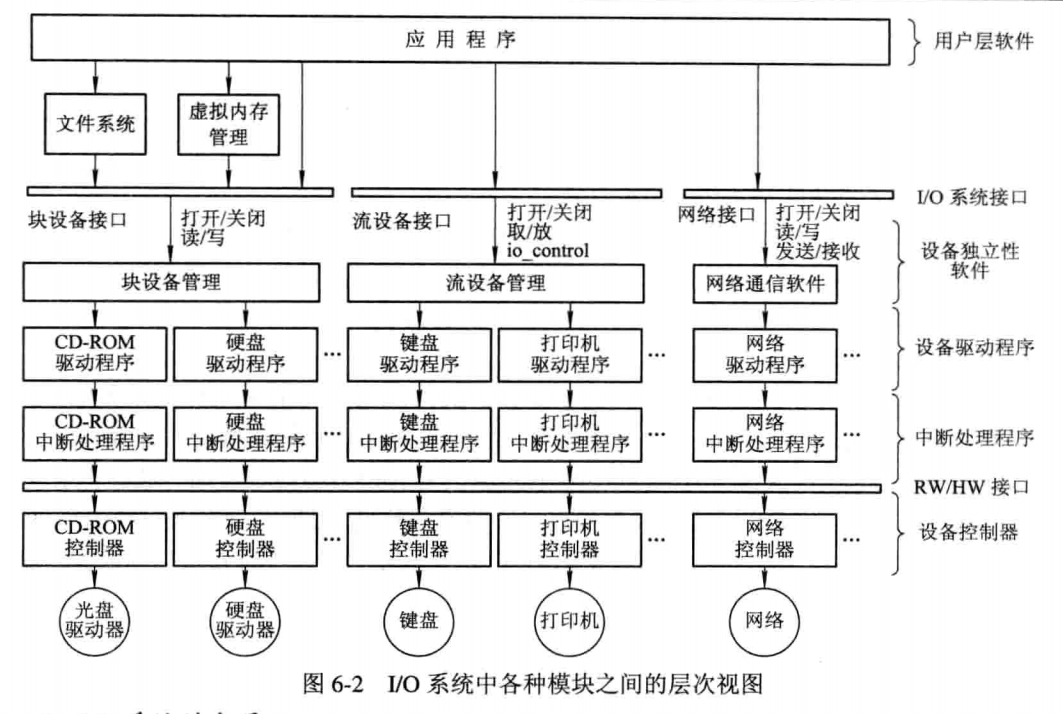 应用程序
用户层软件
文件系统
虚拟内存
管理
I/O 系统接口
块设备接口
打开/关闭
读/写
流设备接口
打开/关闭
取/放
io_control
网络接口
打开/关闭
读/写
发送/接收
设备独立性
软件
块设备管理
流设备管理
网络通信软件
CD-ROM
驱动程序
硬盘
驱动程序
...
键盘
驱动程序
打印机
驱动程序
...
网络
驱动程序
...
设备驱动程序
CD-ROM
中断处理程序
硬盘
中断处理程序
...
键盘
中断处理程序
打印机
中断处理程序
...
网络
中断处理程序
...
中断处理程序
RW/HW 接口
CD-ROM
控制器
硬盘
控制器
...
键盘
控制器
打印机
控制器
...
网络
控制器
...
设备控制器
光盘
驱动器
硬盘
驱动器
键盘
打印机
网络
图 6-2 I/O 系统中各种模块之间的层次视图